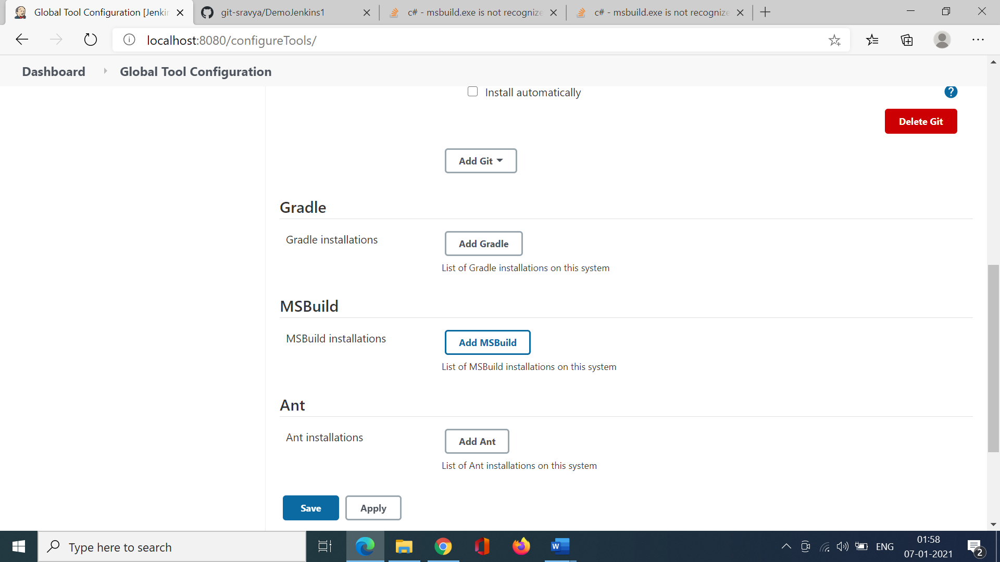 Global Tool Configuration [Jenkin
git-sravya/DemoJenkins1
c# - msbuild.exe is not recognize
c# - msbuild.exe is not recognize
localhost:8080/configureTools/
Dashboard
Global Tool Configuration
Install automatically
?
Delete Git
Add Git
Gradle
Gradle installations
Add Gradle
List of Gradle installations on this system
MSBuild
MSBuild installations
Add MSBuild
List of MSBuild installations on this system
Ant
Ant installations
Add Ant
List of Ant installations on this system
Save
Apply
Type here to search
W
ENG
01:58
07-01-2021
2